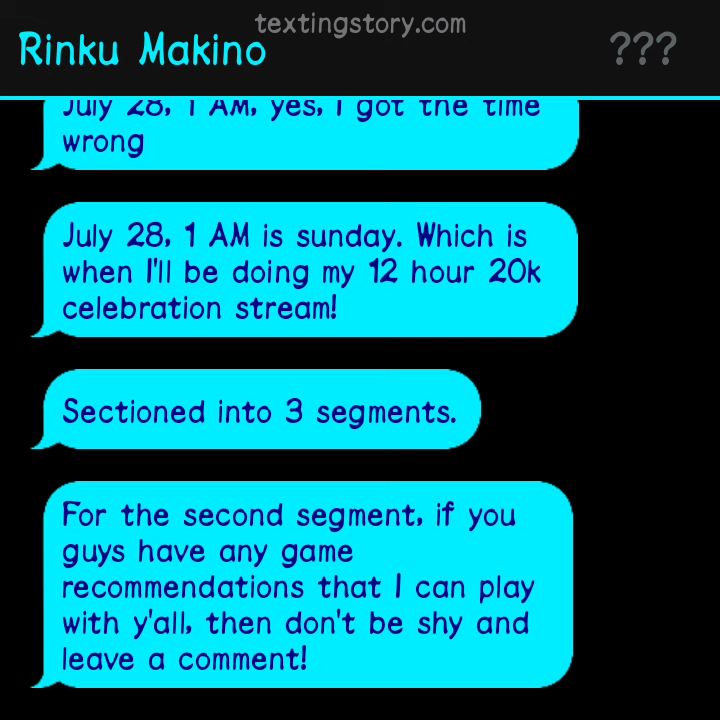 textingstory.com
Rinku Makino
???
July 28, 1 AM, yes, I got the time
wrong
July 28, 1 AM is sunday. Which is
when I'll be doing my 12 hour 20k
celebration stream!
Sectioned into 3 segments.
For the second segment, if you
guys have any game
recommendations that I can play
with y'all, then don't be shy and
leave a comment!